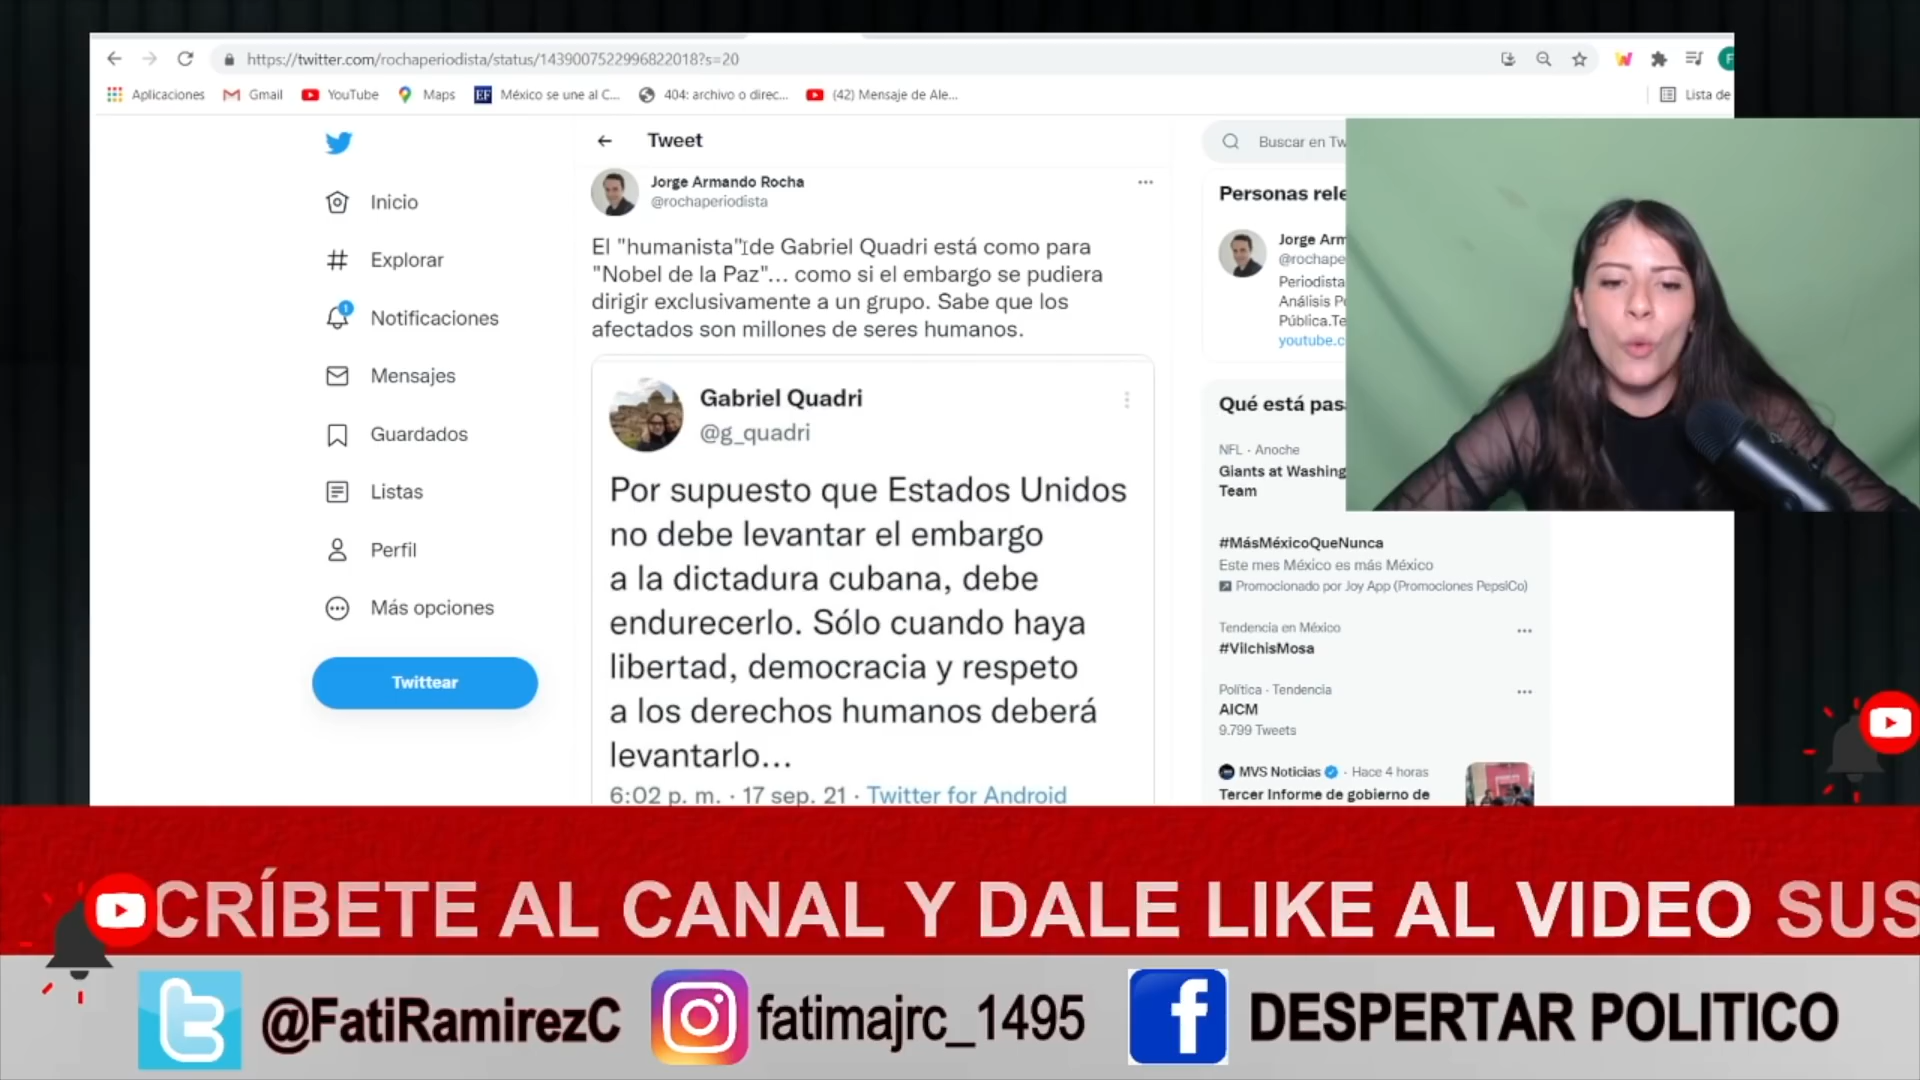 https://twitter.com/rochaperiodista/status/1439007522996822018?s=20
Aplicaciones
Gmail
YouTube
Maps
EF
México se une al C...
404: archivo o direc...
(42) Mensaje de Ale...
Lista de
Inicio
Explorar
1
Notificaciones
Mensajes
Guardados
Listas
Perfil
Más opciones
Twittear
Tweet
Jorge Armando Rocha
@rochaperiodista
El "humanista" de Gabriel Quadri está como para
"Nobel de la Paz"... como si el embargo se pudiera
dirigir exclusivamente a un grupo. Sabe que los
afectados son millones de seres humanos.
Gabriel Quadri
@g_quadri
Por supuesto que Estados Unidos
no debe levantar el embargo
a la dictadura cubana, debe
endurecerlo. Sólo cuando haya
libertad, democracia y respeto
a los derechos humanos deberá
levantarlo...
6:02 p. m. · 17 sep. 21 · Twitter for Android
Buscar en Tw
Personas rele
Jorge Arm
@rochape
Periodista
Análisis P
Pública.Te
youtube.c
Qué está pas
NFL · Anoche
Giants at Washing
Team
#MásMéxicoQueNunca
Este mes México es más México
Promocionado por Joy App (Promociones PepsiCo)
Tendencia en México
#VilchisMosa
Política · Tendencia
AICM
9.799 Tweets
MVS Noticias · Hace 4 horas
Tercer Informe de gobierno de
CRÍBETE AL CANAL Y DALE LIKE AL VIDEO SUS
@FatiRamirezC
fatimajrc_1495
DESPERTAR POLITICO